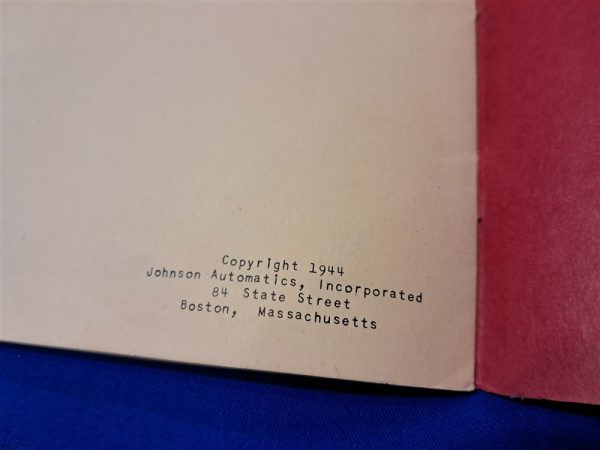 Copyright 1944
Johnson Automatics, Incorporated
84 State Street
Boston, Massachusetts